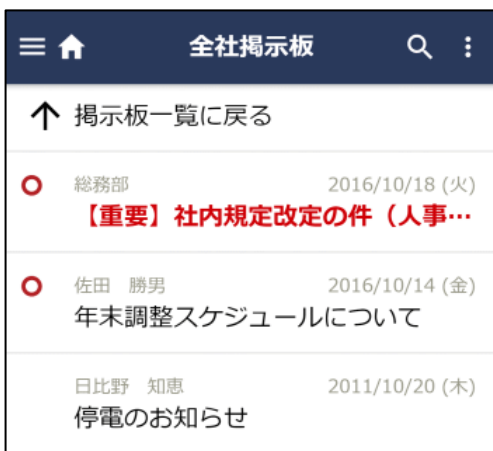 全社掲示板
掲示板一覧に戻る
総務部 2016/10/18 (火)
【重要】社内規定改定の件（人事…
佐田　勝男 2016/10/14 (金)
年末調整スケジュールについて
日比野　知恵 2011/10/20 (木)
停電のお知らせ